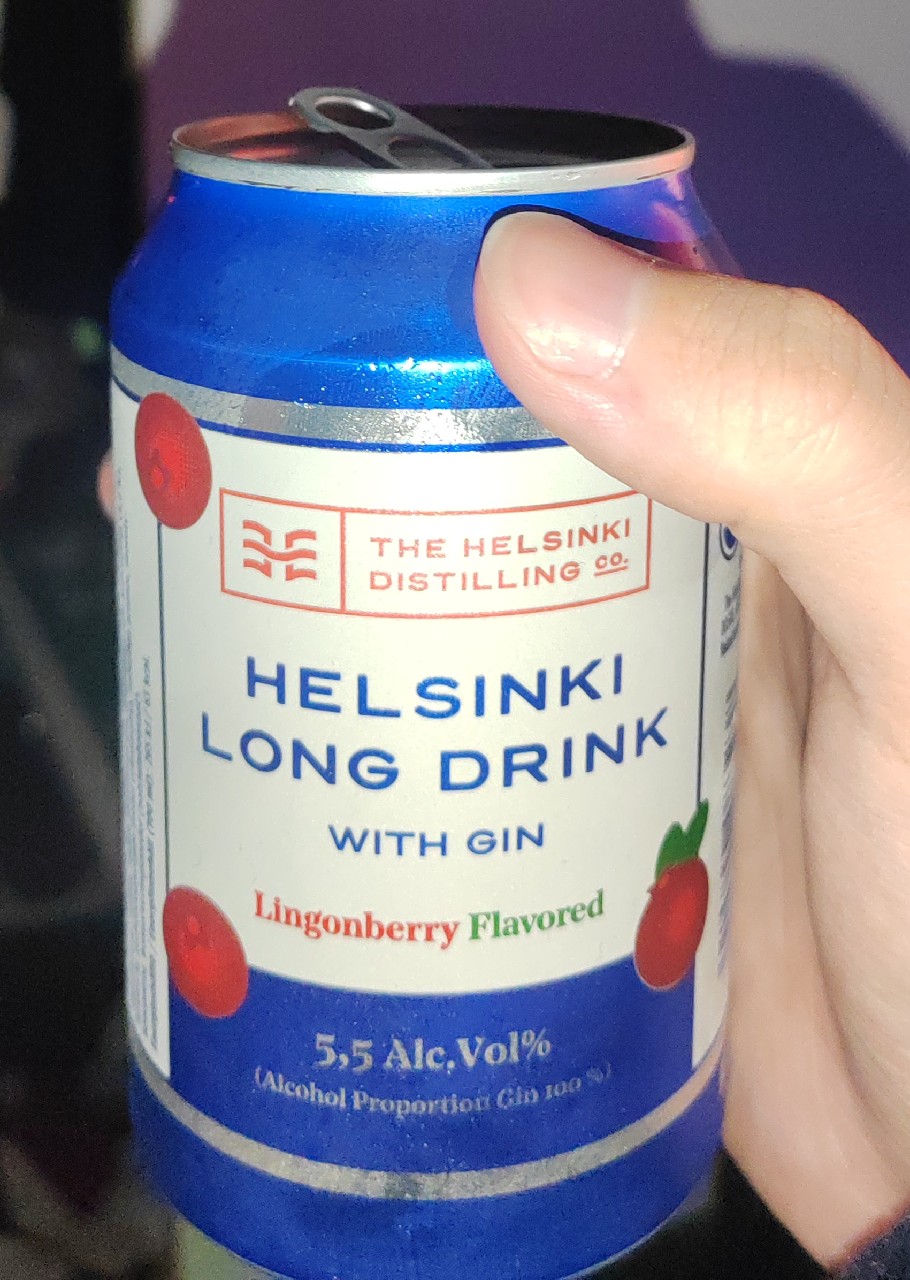 THE HELSINKI
DISTILLING CO.
HELSINKI
LONG DRINK
WITH GIN
Lingonberry Flavored
5,5 Alc.Vol%
(Alcohol Proportion Gin 100 %)